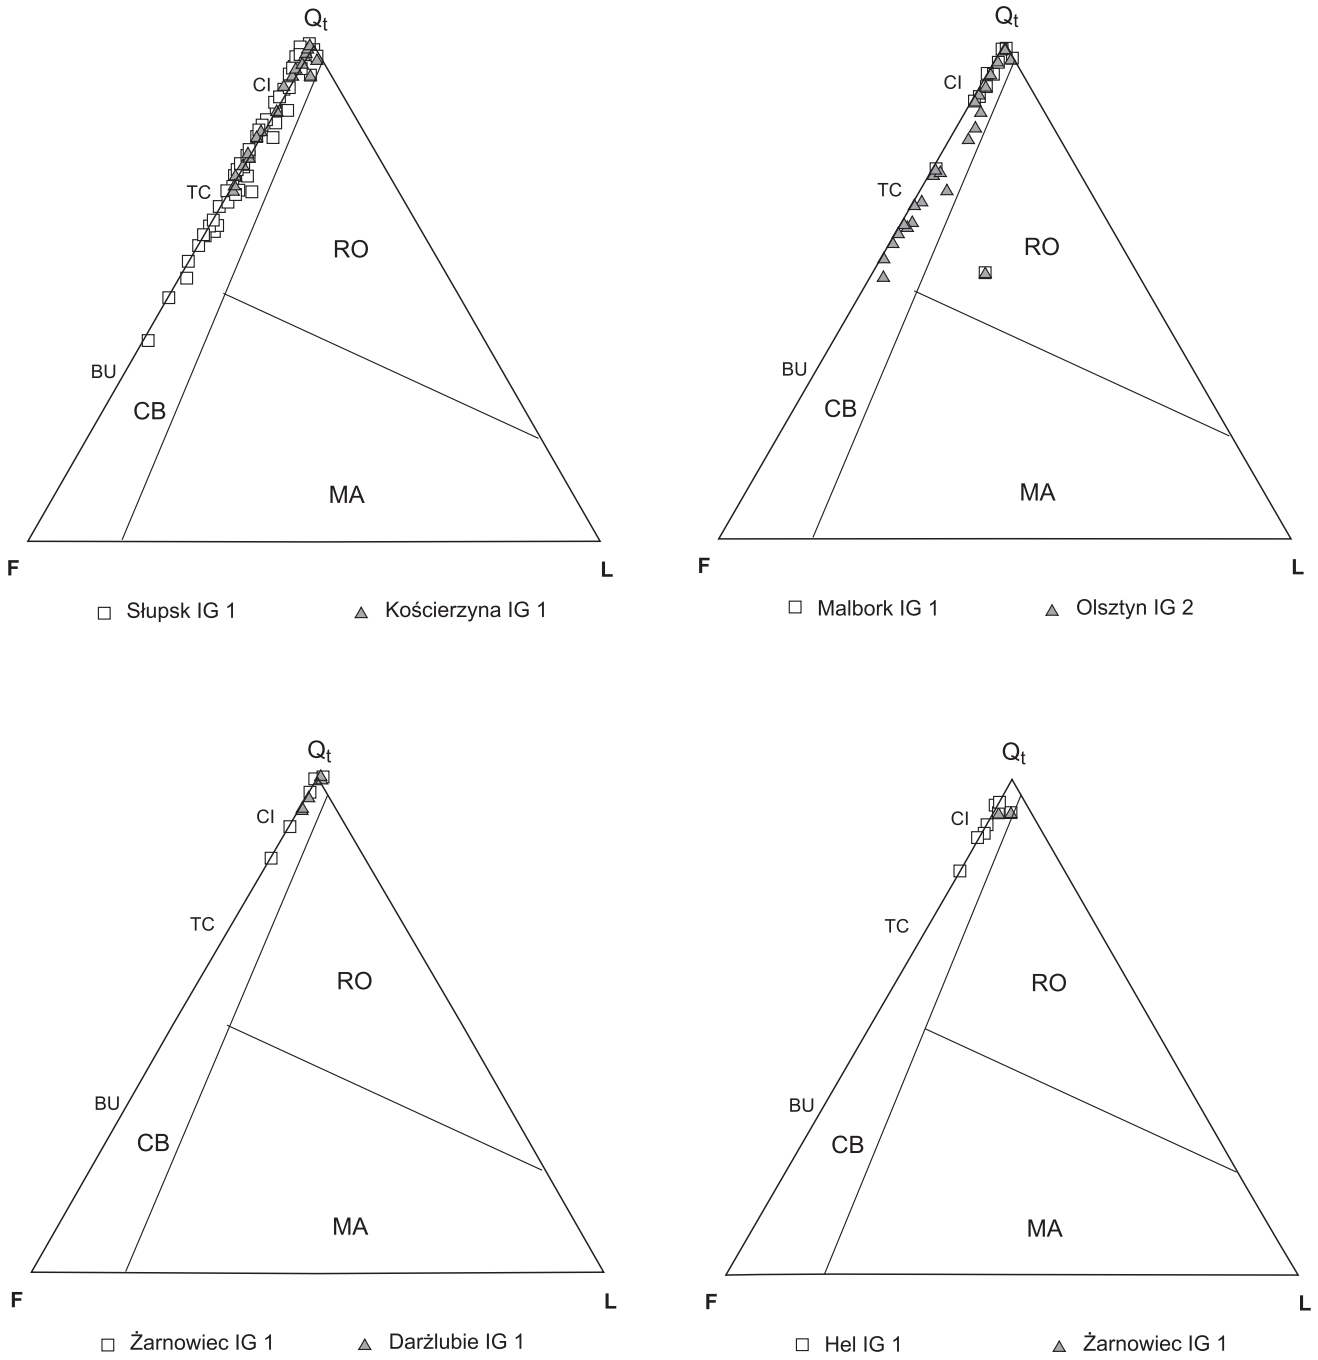 Qt
CI
TC
RO
BU
CB
MA
F
L
Słupsk IG 1
Kościerzyna IG 1
Qt
CI
TC
RO
BU
CB
MA
F
L
Malbork IG 1
Olsztyn IG 2
Qt
CI
TC
RO
BU
CB
MA
F
L
Żarnowiec IG 1
Darżlubie IG 1
Qt
CI
TC
RO
BU
CB
MA
F
L
Hel IG 1
Żarnowiec IG 1